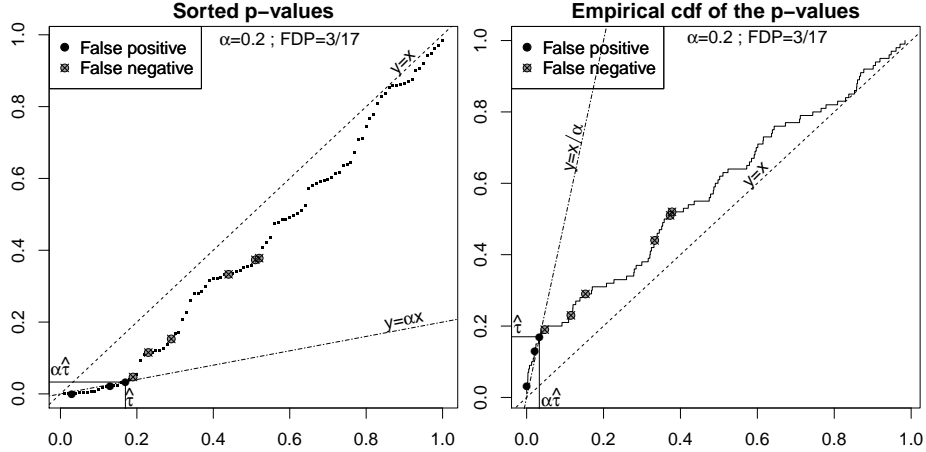 Sorted p−values
α=0.2 ; FDP=3/17
False positive
False negative
y=x
y=αx
ατ̂
τ̂
0.0
0.2
0.4
0.6
0.8
1.0
0.0 0.2 0.4 0.6 0.8 1.0
Empirical cdf of the p−values
α=0.2 ; FDP=3/17
False positive
False negative
y=x/α
y=x
τ̂
ατ̂
0.0
0.2
0.4
0.6
0.8
1.0
0.0 0.2 0.4 0.6 0.8 1.0